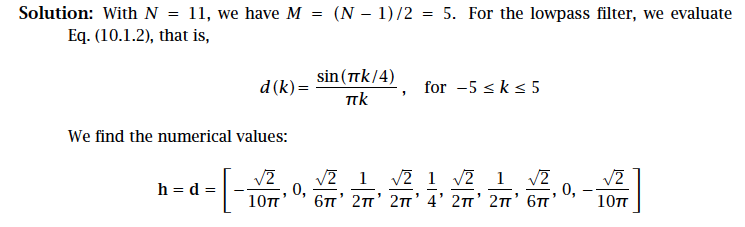 Solution: With N = 11, we have M = (N − 1)/2 = 5. For the lowpass filter, we evaluate
Eq. (10.1.2), that is,
d(k) = sin(πk/4)/πk, for −5 ≤ k ≤ 5
We find the numerical values:
h = d = [−√2/10π, 0, √2/6π, 1/2π, √2/2π, 1/4, √2/2π, 1/2π, √2/6π, 0, −√2/10π]